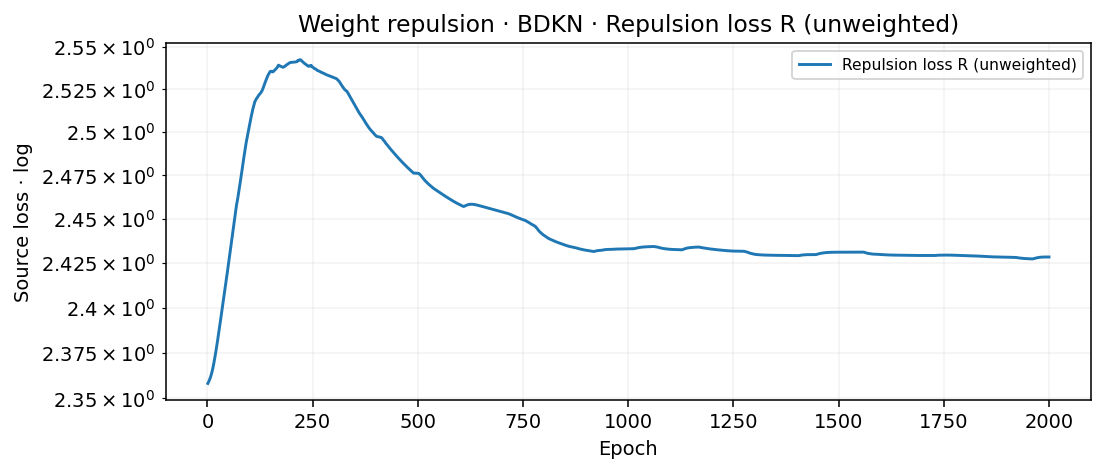 Weight repulsion · BDKN · Repulsion loss R (unweighted)
Repulsion loss R (unweighted)
Source loss · log
2.55 × 10⁰
2.525 × 10⁰
2.5 × 10⁰
2.475 × 10⁰
2.45 × 10⁰
2.425 × 10⁰
2.4 × 10⁰
2.375 × 10⁰
2.35 × 10⁰
0 250 500 750 1000 1250 1500 1750 2000
Epoch